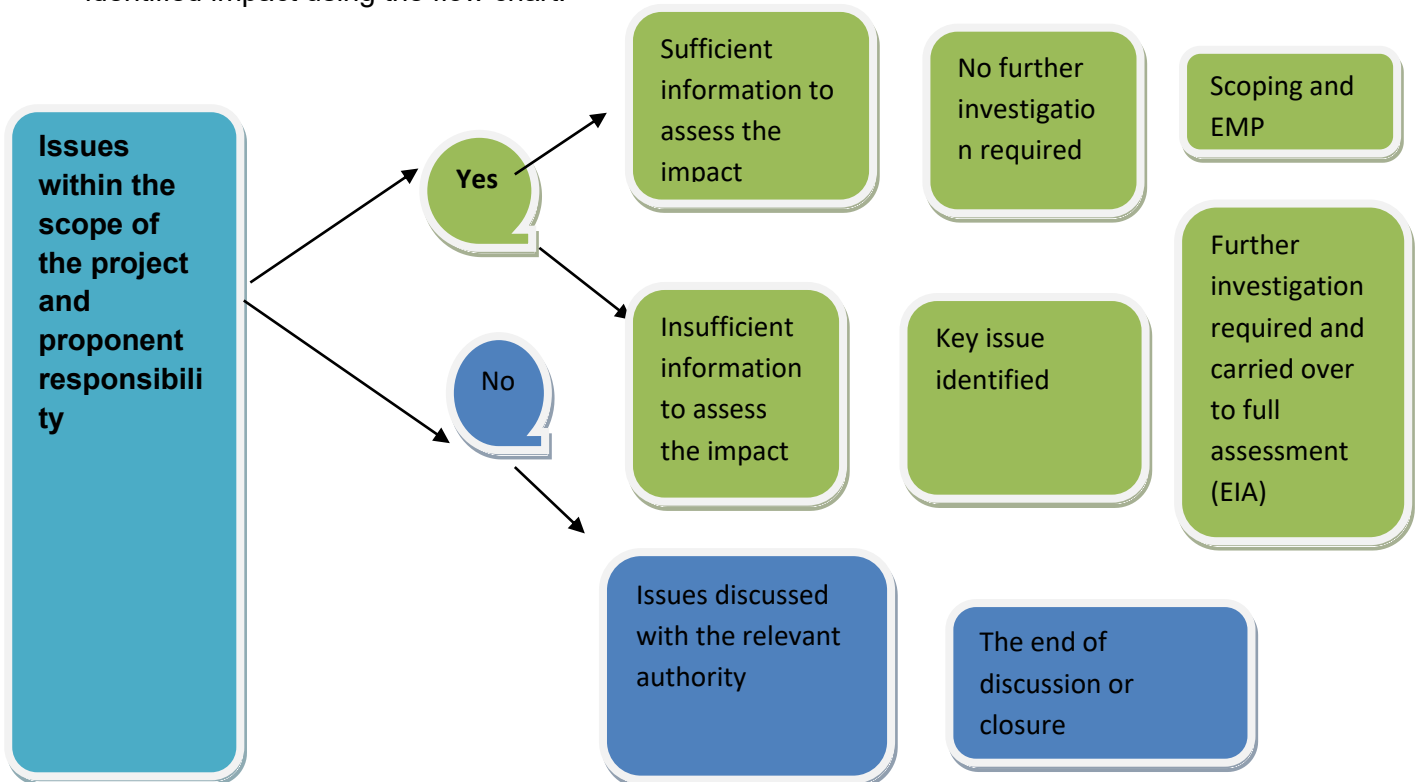 Issues
within the
scope of
the project
and
proponent
responsibili
ty
Yes
No
Sufficient
information to
assess the
impact
No further
investigatio
n required
Scoping and
EMP
Insufficient
information
to assess
the impact
Key issue
identified
Further
investigation
required and
carried over
to full
assessment
(EIA)
Issues discussed
with the relevant
authority
The end of
discussion or
closure